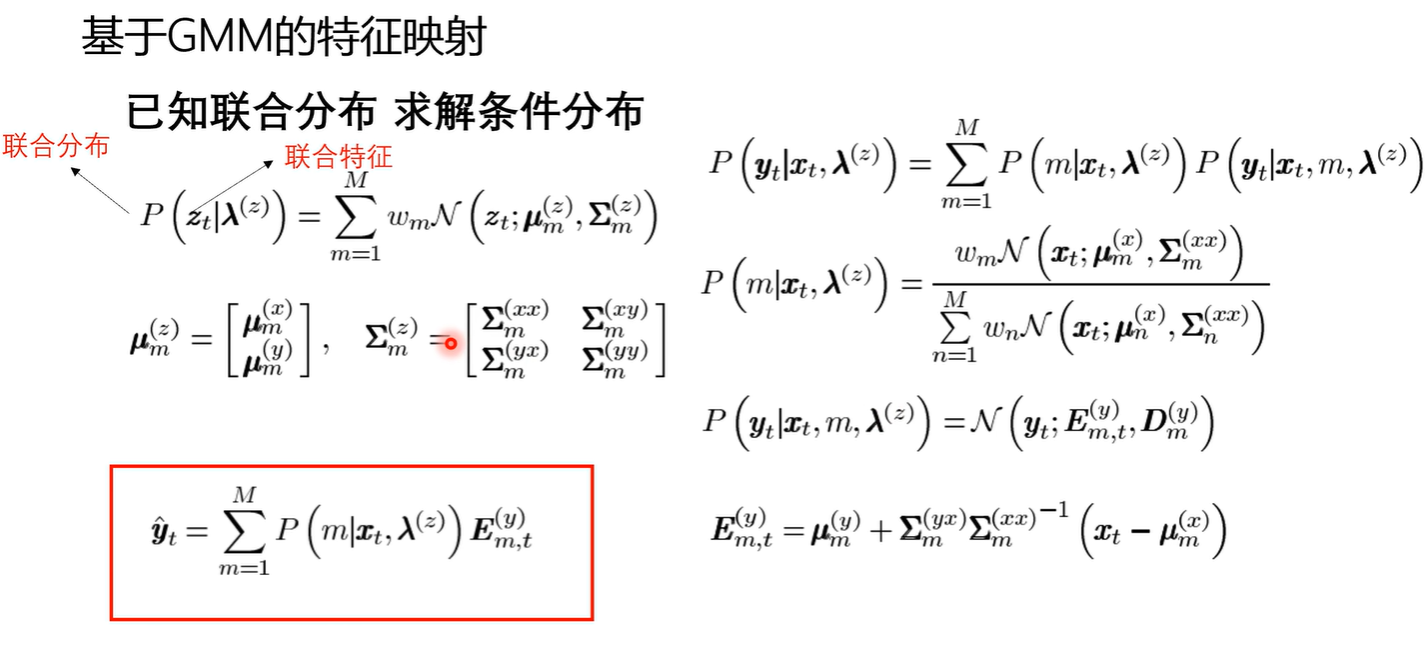 基于GMM的特征映射
已知联合分布 求解条件分布
联合分布
联合特征
$P\left(\boldsymbol{z}_t|\boldsymbol{\lambda}^{(z)}\right)=\sum_{m=1}^{M}w_m\mathcal{N}\left(\boldsymbol{z}_t;\boldsymbol{\mu}_m^{(z)},\boldsymbol{\Sigma}_m^{(z)}\right)$
$\boldsymbol{\mu}_m^{(z)}=\begin{bmatrix}\boldsymbol{\mu}_m^{(x)}\\\boldsymbol{\mu}_m^{(y)}\end{bmatrix},\quad\boldsymbol{\Sigma}_m^{(z)}=\begin{bmatrix}\boldsymbol{\Sigma}_m^{(xx)}&\boldsymbol{\Sigma}_m^{(xy)}\\\boldsymbol{\Sigma}_m^{(yx)}&\boldsymbol{\Sigma}_m^{(yy)}\end{bmatrix}$
$\hat{\boldsymbol{y}}_t=\sum_{m=1}^{M}P\left(m|\boldsymbol{x}_t,\boldsymbol{\lambda}^{(z)}\right)\boldsymbol{E}_{m,t}^{(y)}$
$P\left(\boldsymbol{y}_t|\boldsymbol{x}_t,\boldsymbol{\lambda}^{(z)}\right)=\sum_{m=1}^{M}P\left(m|\boldsymbol{x}_t,\boldsymbol{\lambda}^{(z)}\right)P\left(\boldsymbol{y}_t|\boldsymbol{x}_t,m,\boldsymbol{\lambda}^{(z)}\right)$
$P\left(m|\boldsymbol{x}_t,\boldsymbol{\lambda}^{(z)}\right)=\frac{w_m\mathcal{N}\left(\boldsymbol{x}_t;\boldsymbol{\mu}_m^{(x)},\boldsymbol{\Sigma}_m^{(xx)}\right)}{\sum_{n=1}^{M}w_n\mathcal{N}\left(\boldsymbol{x}_t;\boldsymbol{\mu}_n^{(x)},\boldsymbol{\Sigma}_n^{(xx)}\right)}$
$P\left(\boldsymbol{y}_t|\boldsymbol{x}_t,m,\boldsymbol{\lambda}^{(z)}\right)=\mathcal{N}\left(\boldsymbol{y}_t;\boldsymbol{E}_{m,t}^{(y)},\boldsymbol{D}_m^{(y)}\right)$
$\boldsymbol{E}_{m,t}^{(y)}=\boldsymbol{\mu}_m^{(y)}+\boldsymbol{\Sigma}_m^{(yx)}{\boldsymbol{\Sigma}_m^{(xx)}}^{-1}\left(\boldsymbol{x}_t-\boldsymbol{\mu}_m^{(x)}\right)$